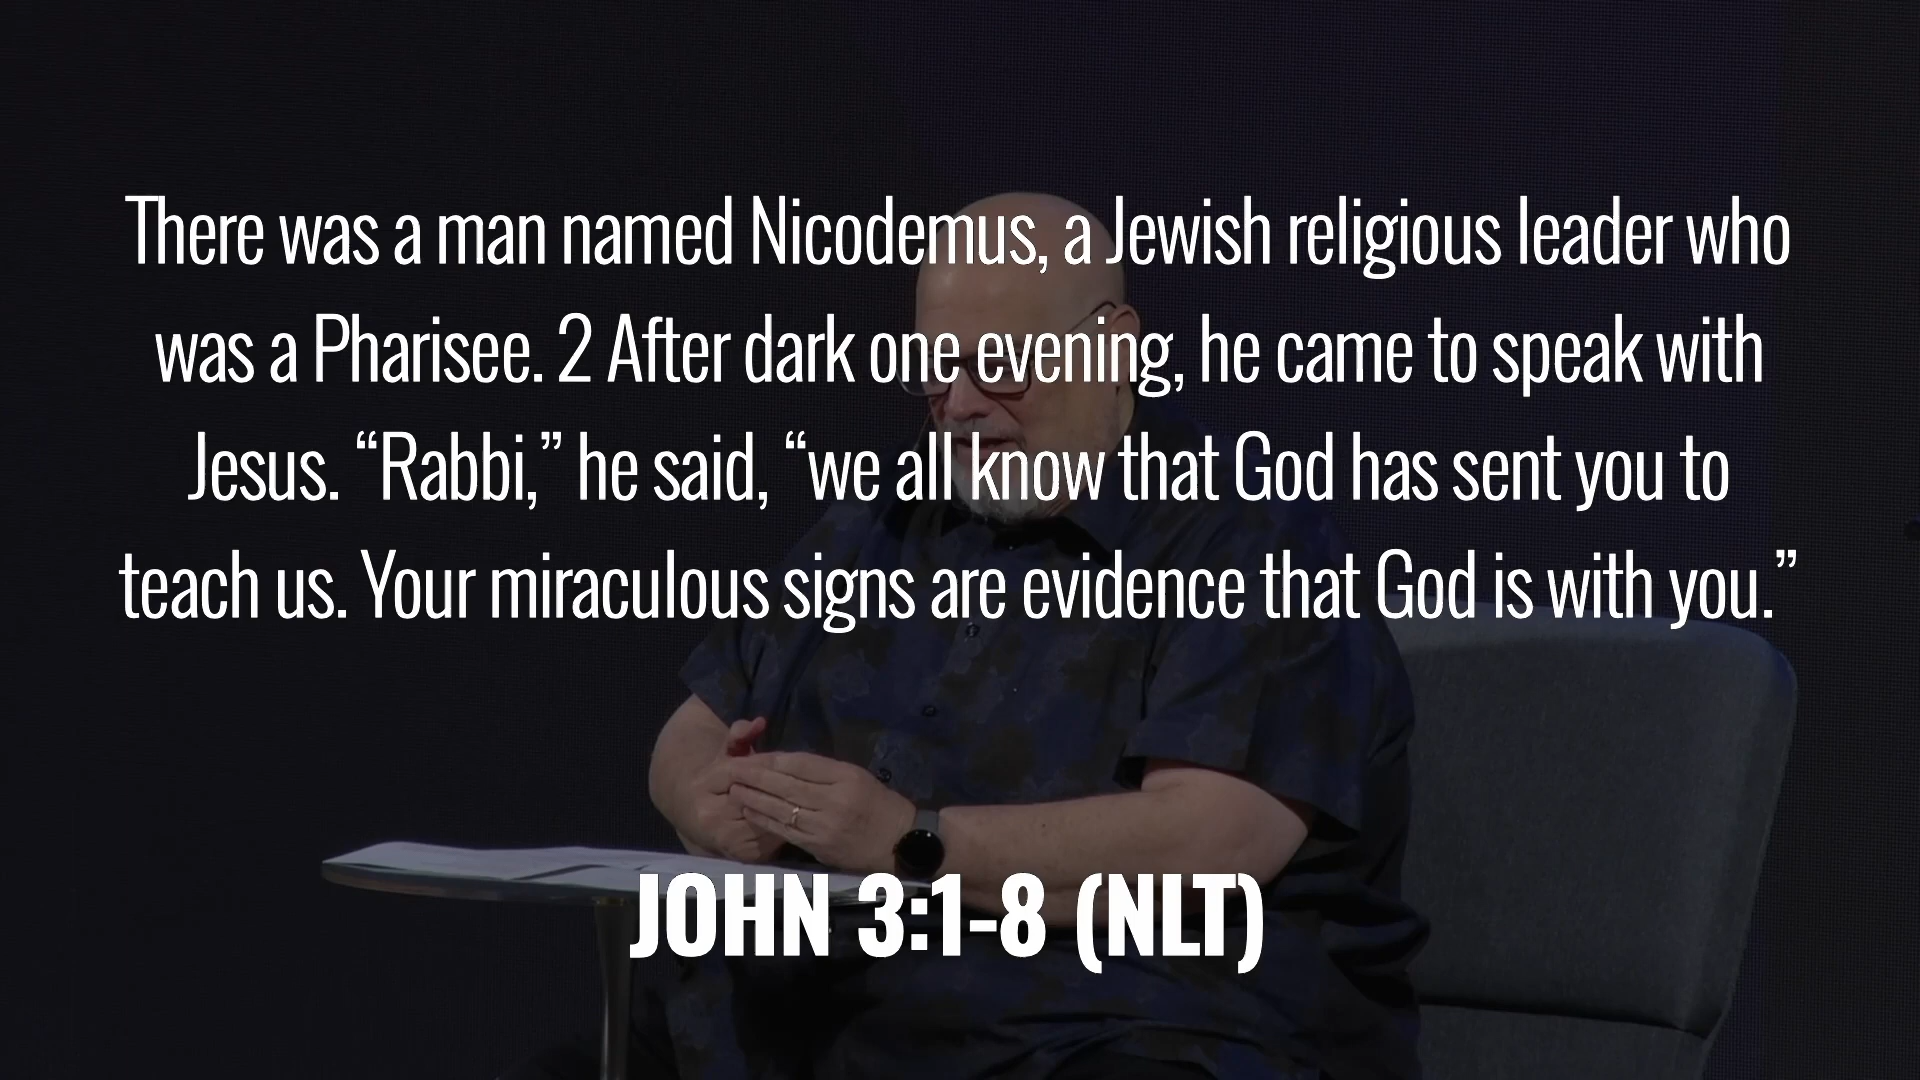 There was a man named Nicodemus, a Jewish religious leader who
was a Pharisee. 2 After dark one evening, he came to speak with
Jesus. “Rabbi,” he said, “we all know that God has sent you to
teach us. Your miraculous signs are evidence that God is with you.”
JOHN 3:1-8 (NLT)